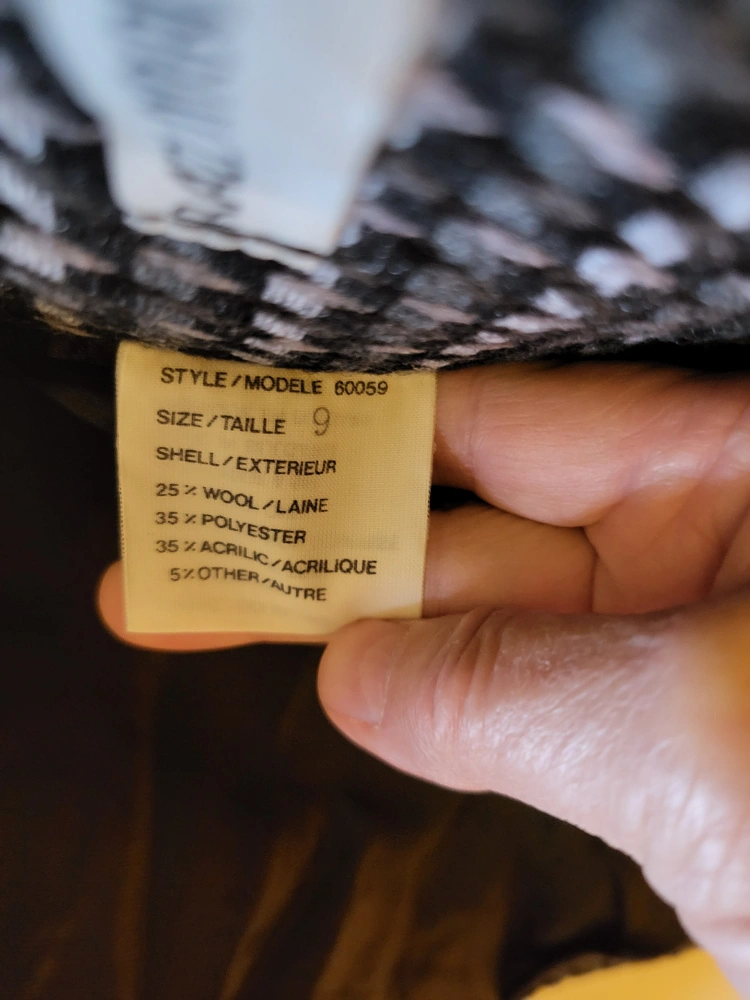 STYLE/MODELE 60059
SIZE/TAILLE 9
SHELL/EXTERIEUR
25% WOOL/LAINE
35% POLYESTER
35% ACRILIC/ACRILIQUE
5% OTHER/AUTRE